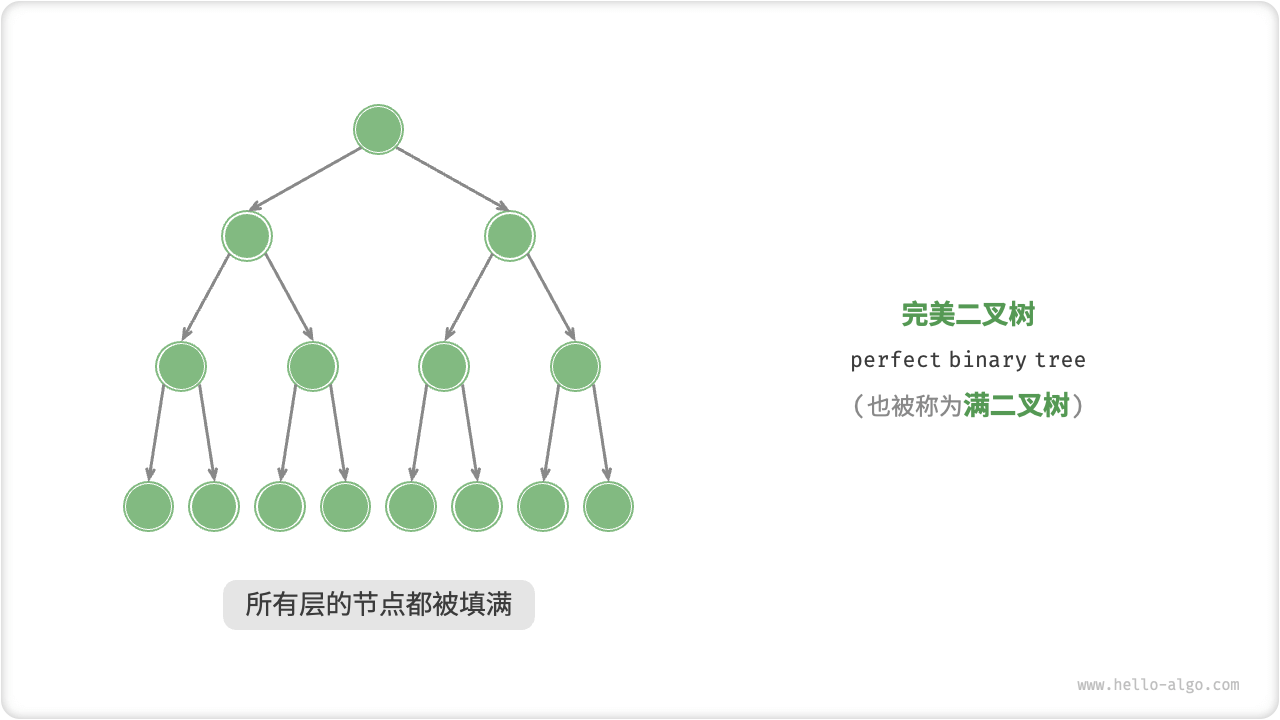 完美二叉树
perfect binary tree
（也被称为满二叉树）
所有层的节点都被填满
www.hello-algo.com